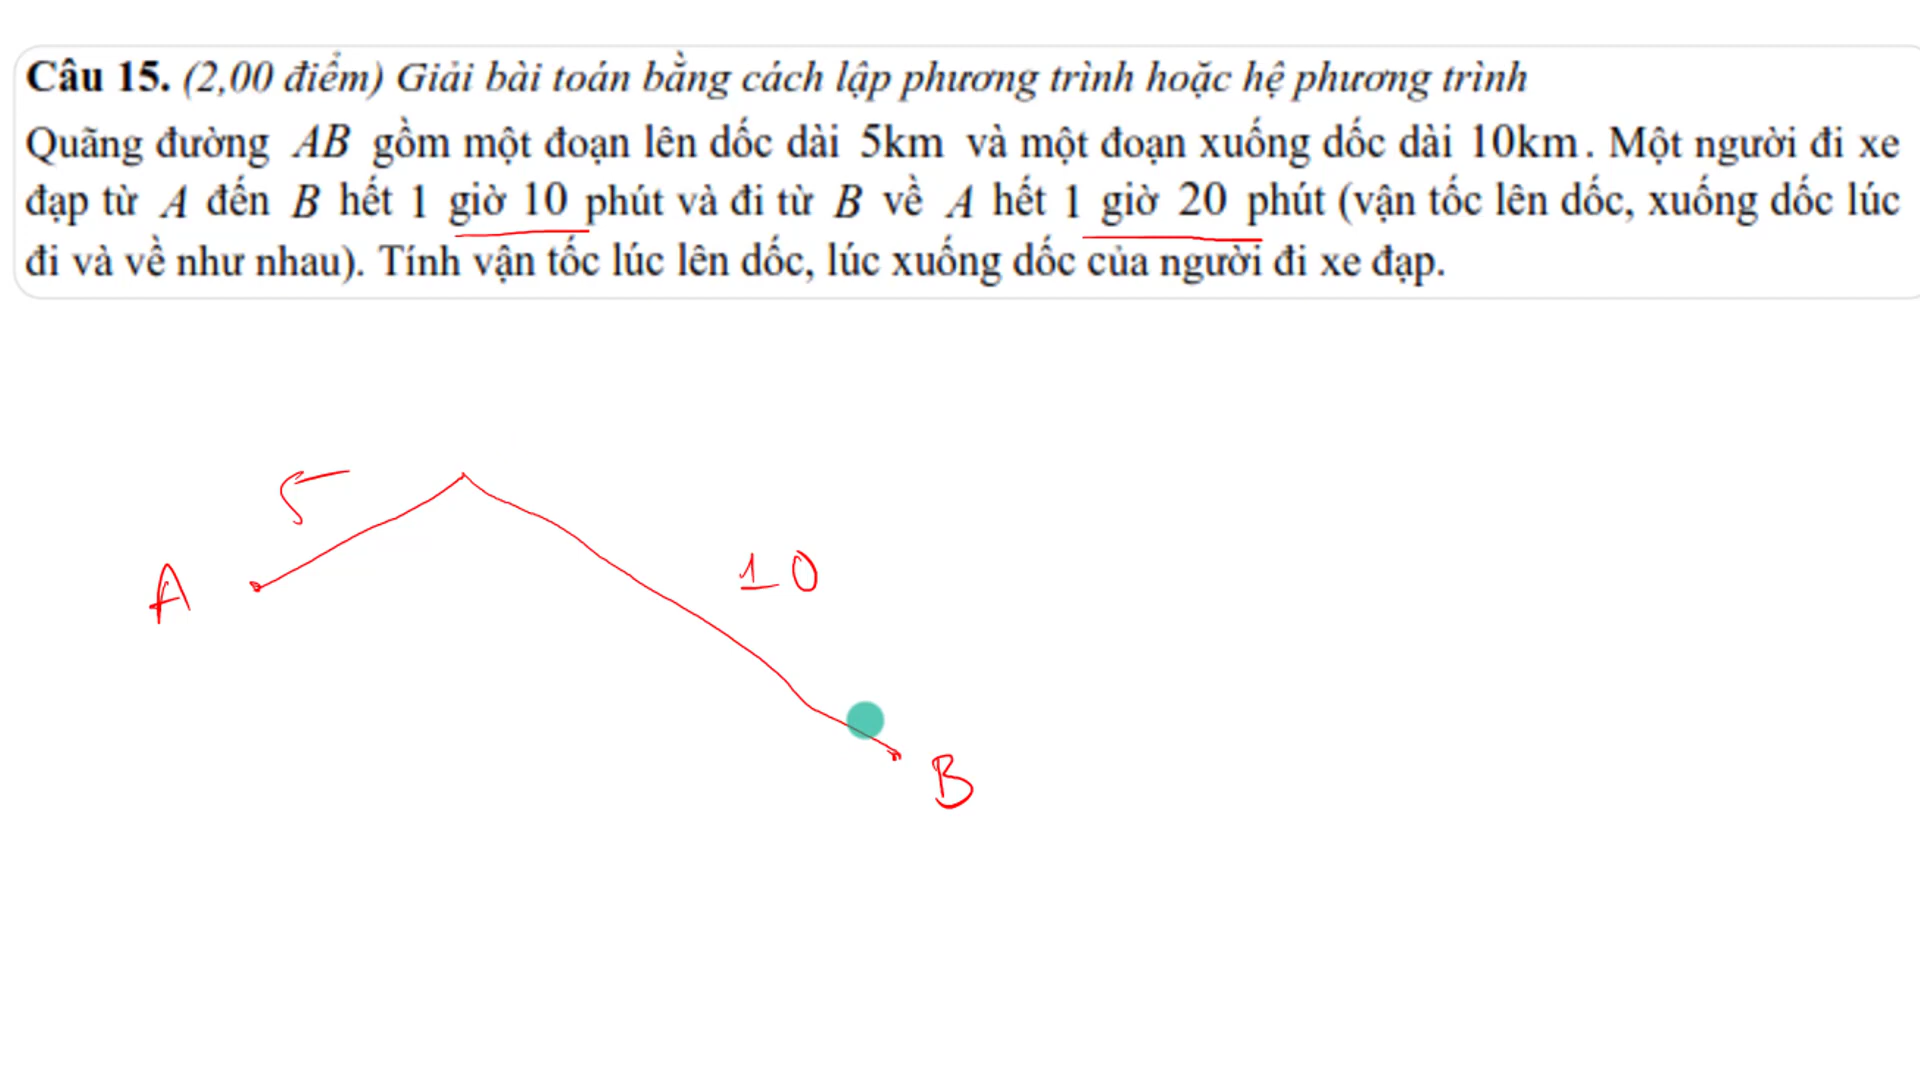 Câu 15. (2,00 điểm) Giải bài toán bằng cách lập phương trình hoặc hệ phương trình
Quãng đường AB gồm một đoạn lên dốc dài 5km và một đoạn xuống dốc dài 10km. Một người đi xe
đạp từ A đến B hết 1 giờ 10 phút và đi từ B về A hết 1 giờ 20 phút (vận tốc lên dốc, xuống dốc lúc
đi và về như nhau). Tính vận tốc lúc lên dốc, lúc xuống dốc của người đi xe đạp.
5
10
A
B